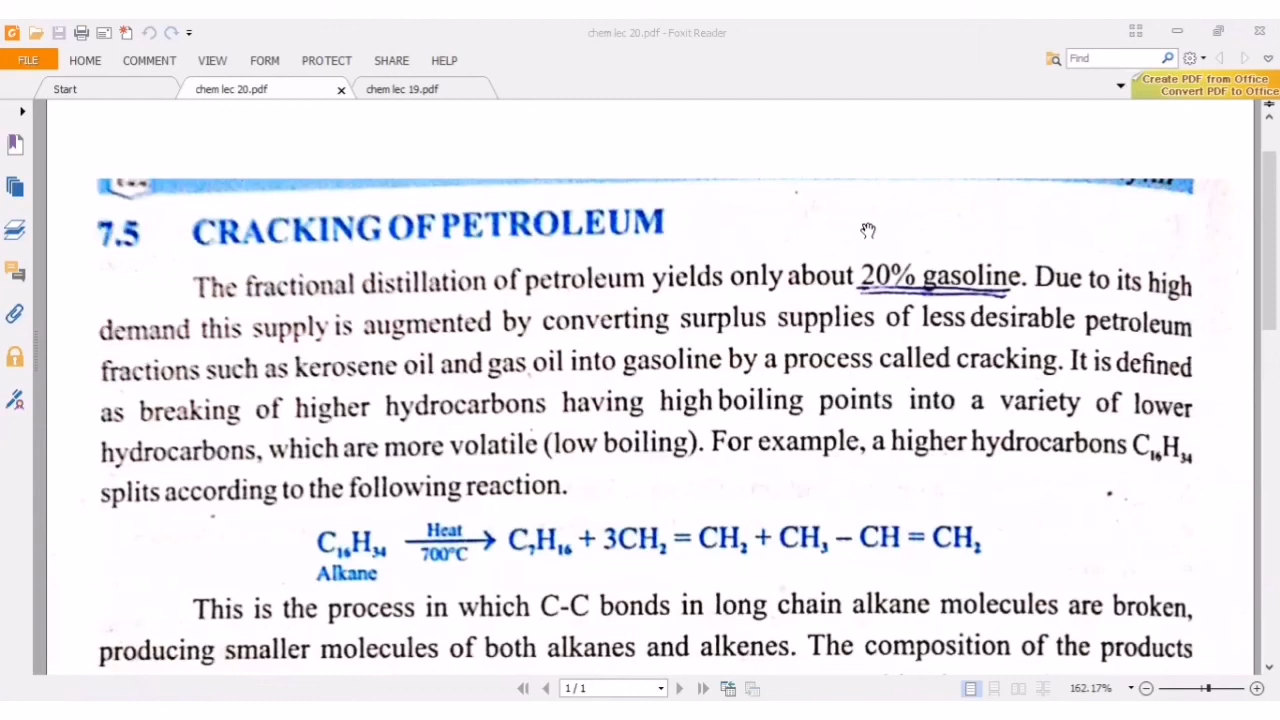 chem lec 20.pdf - Foxit Reader
FILE HOME COMMENT VIEW FORM PROTECT SHARE HELP
Find
Create PDF from Office
Convert PDF to Office
Start chem lec 20.pdf chem lec 19.pdf
7.5 CRACKING OF PETROLEUM
The fractional distillation of petroleum yields only about 20% gasoline. Due to its high
demand this supply is augmented by converting surplus supplies of less desirable petroleum
fractions such as kerosene oil and gas oil into gasoline by a process called cracking. It is defined
as breaking of higher hydrocarbons having high boiling points into a variety of lower
hydrocarbons, which are more volatile (low boiling). For example, a higher hydrocarbons C₁₆H₃₄
splits according to the following reaction.
Heat
C₁₆H₃₄ → C₇H₁₆ + 3CH₂ = CH₂ + CH₃ – CH = CH₂
700°C
Alkane
This is the process in which C-C bonds in long chain alkane molecules are broken,
producing smaller molecules of both alkanes and alkenes. The composition of the products
1 / 1
162.17%